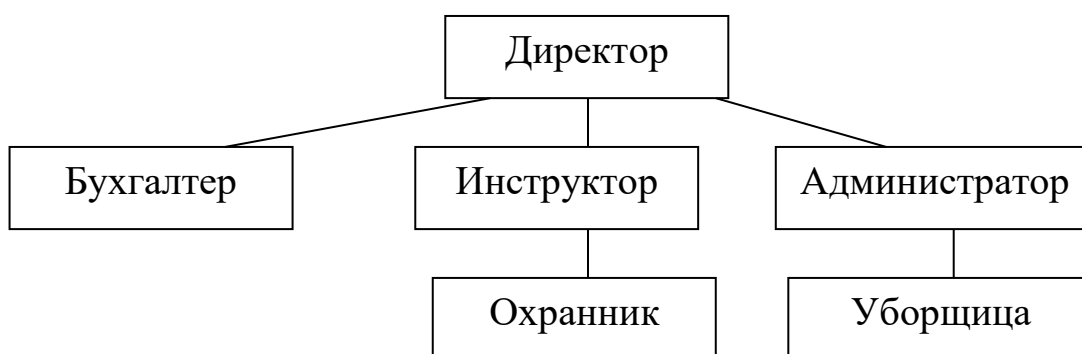 Директор
Бухгалтер
Инструктор
Администратор
Охранник
Уборщица